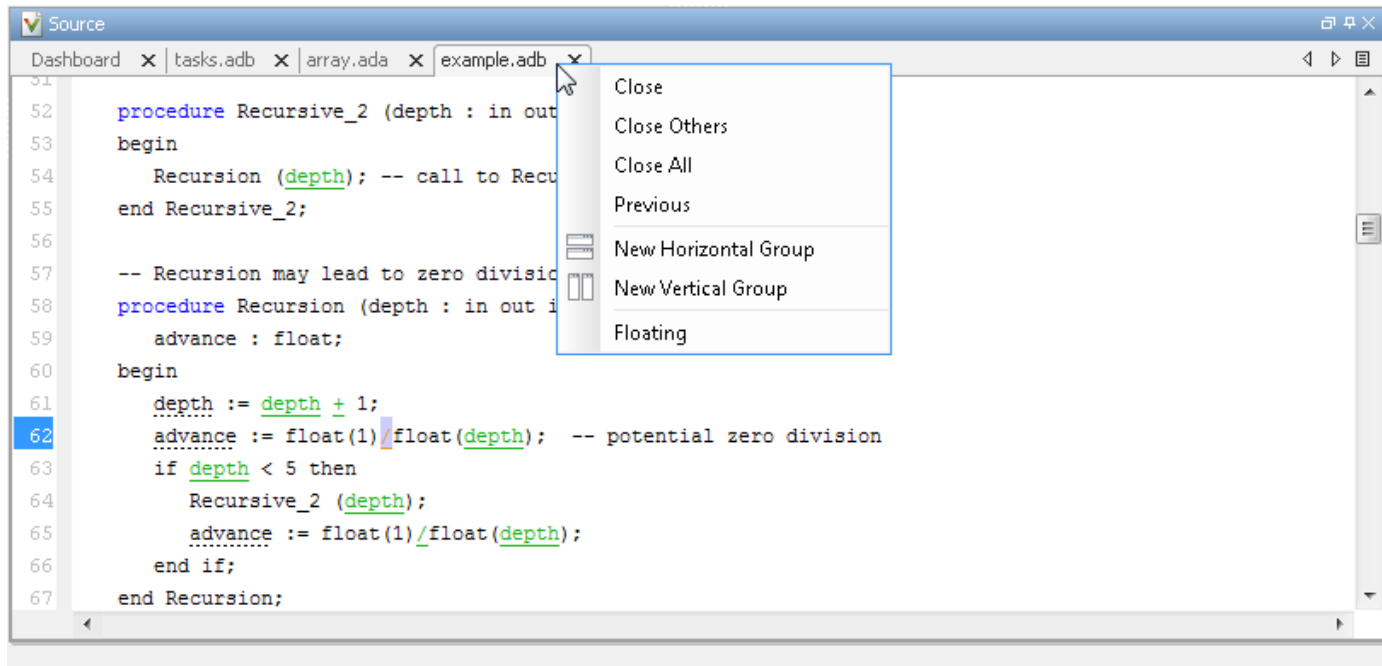 Source
Dashboard tasks.adb array.ada example.adb
51
52 procedure Recursive_2 (depth : in out
53 begin
54 Recursion (depth); -- call to Recu
55 end Recursive_2;
56
57 -- Recursion may lead to zero divisio
58 procedure Recursion (depth : in out i
59 advance : float;
60 begin
61 depth := depth + 1;
62 advance := float(1)/float(depth); -- potential zero division
63 if depth < 5 then
64 Recursive_2 (depth);
65 advance := float(1)/float(depth);
66 end if;
67 end Recursion;
Close
Close Others
Close All
Previous
New Horizontal Group
New Vertical Group
Floating